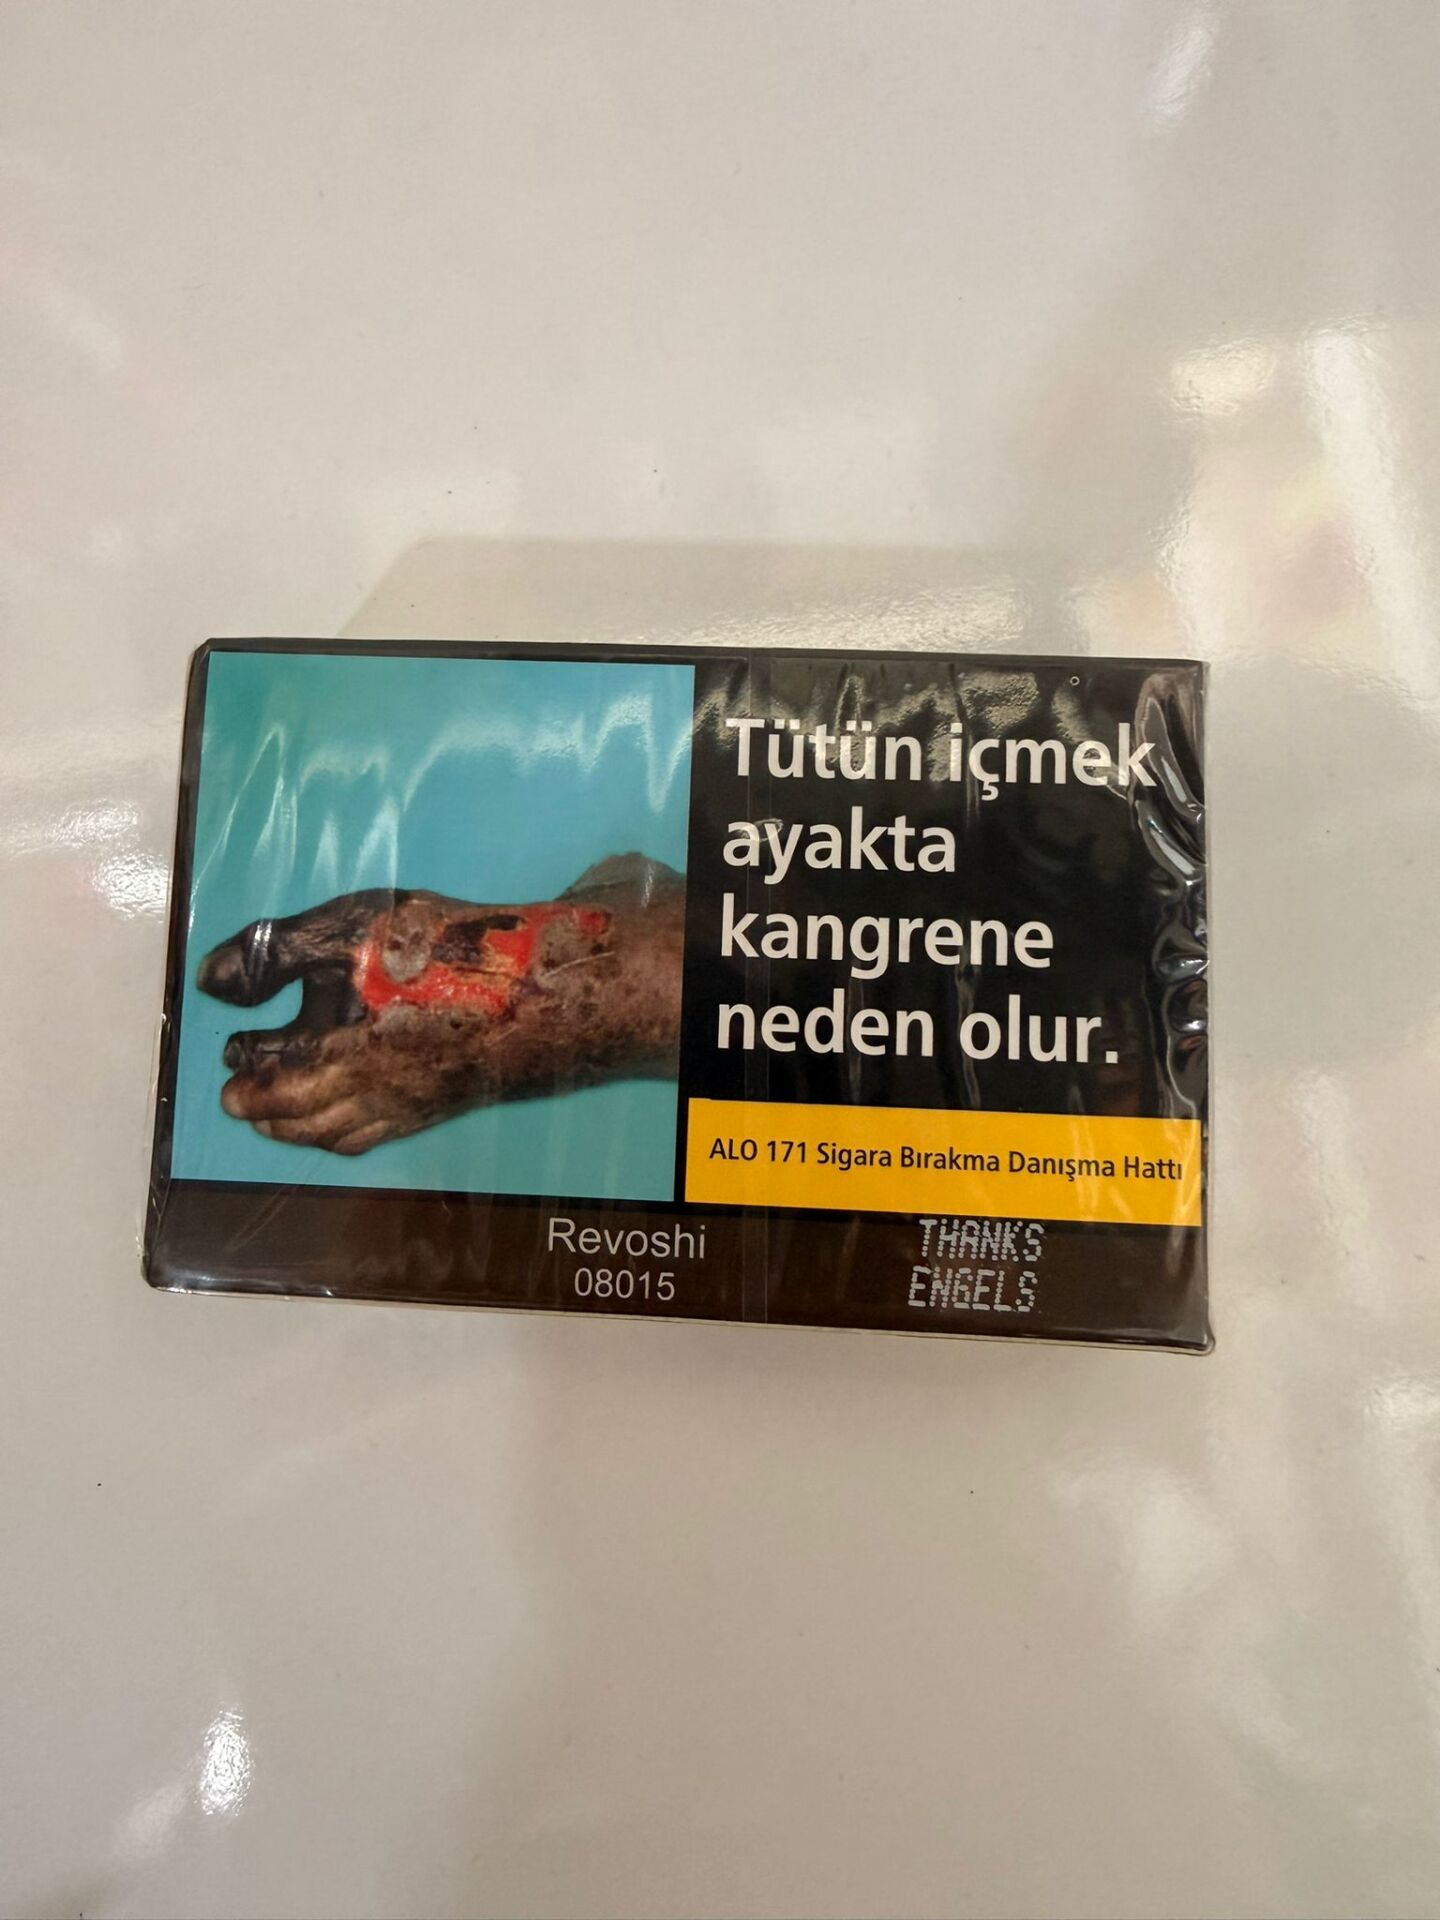 Tütün içmek
ayakta
kangrene
neden olur.
ALO 171 Sigara Bırakma Danışma Hattı
Revoshi
08015
THANKS
ENGELS